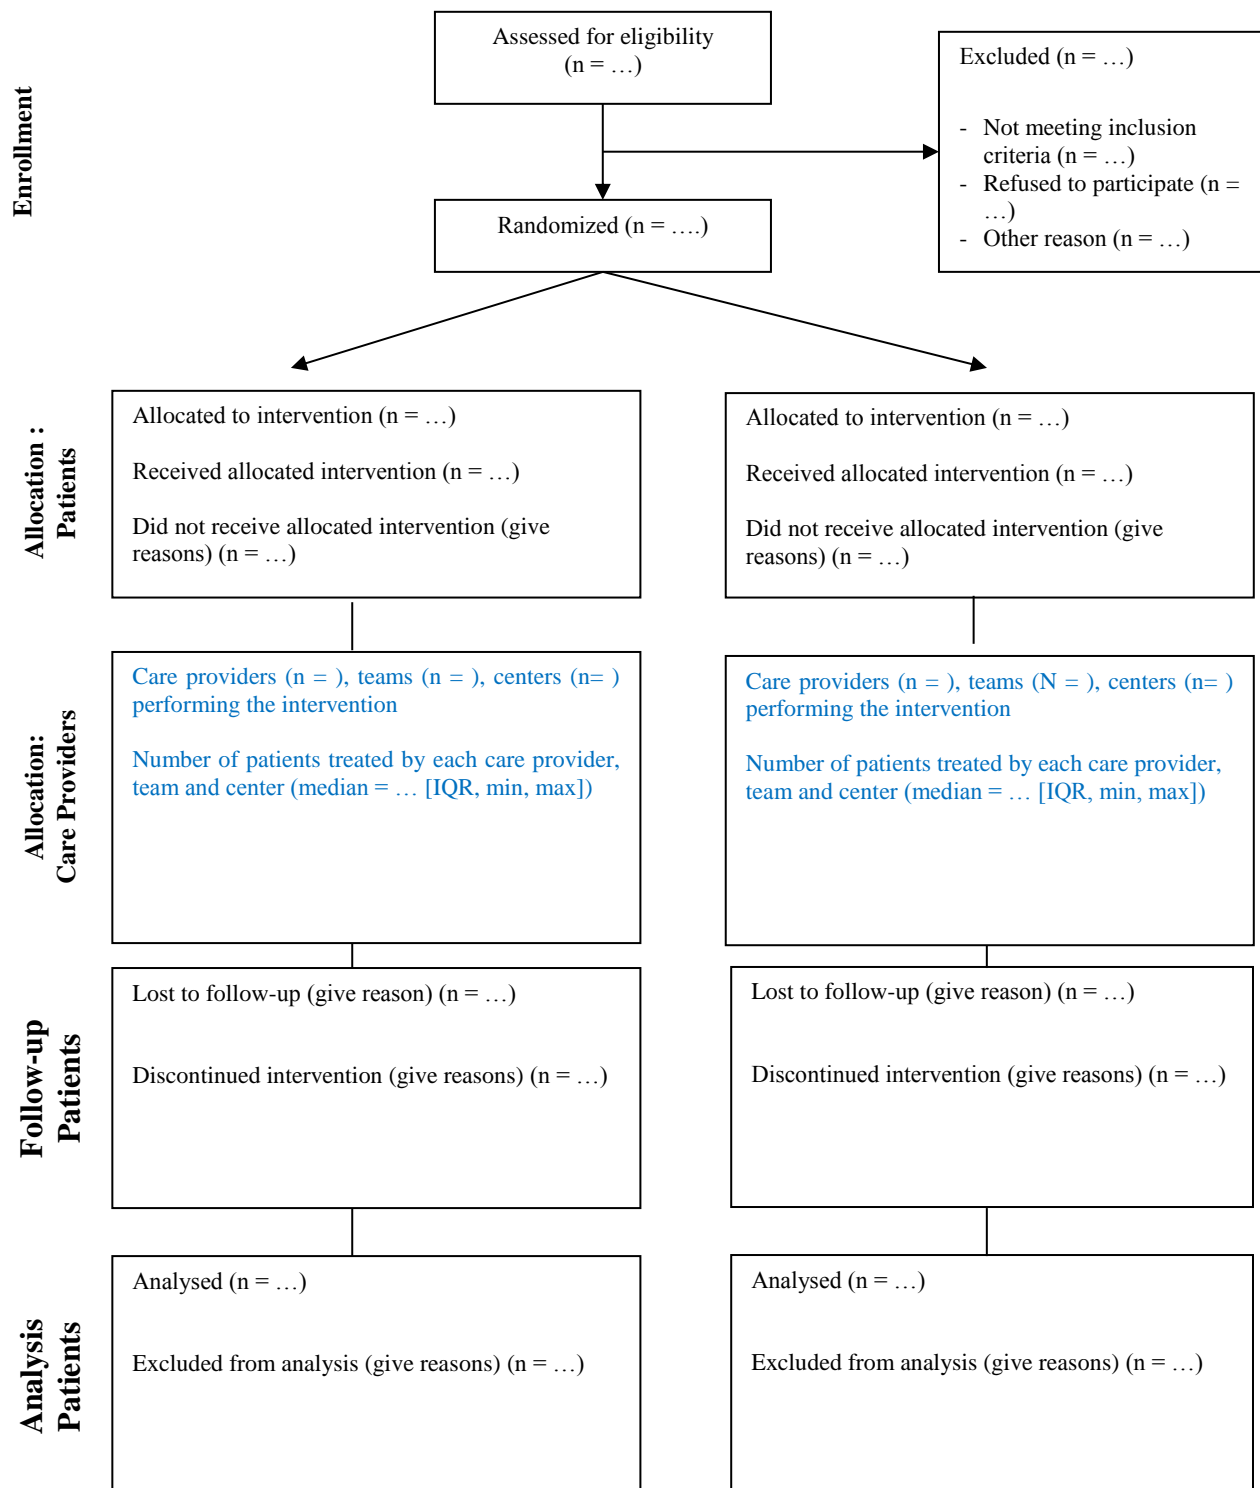 Enrollment
Assessed for eligibility
(n = …)
Excluded (n = …)
- Not meeting inclusion
criteria (n = …)
- Refused to participate (n =
…)
- Other reason (n = …)
Randomized (n = ….)
Allocation :
Patients
Allocated to intervention (n = …)
Received allocated intervention (n = …)
Did not receive allocated intervention (give
reasons) (n = …)
Allocated to intervention (n = …)
Received allocated intervention (n = …)
Did not receive allocated intervention (give
reasons) (n = …)
Allocation:
Care Providers
Care providers (n = ), teams (n = ), centers (n= )
performing the intervention
Number of patients treated by each care provider,
team and center (median = … [IQR, min, max])
Care providers (n = ), teams (N = ), centers (n= )
performing the intervention
Number of patients treated by each care provider,
team and center (median = … [IQR, min, max])
Follow-up
Patients
Lost to follow-up (give reason) (n = …)
Discontinued intervention (give reasons) (n = …)
Lost to follow-up (give reason) (n = …)
Discontinued intervention (give reasons) (n = …)
Analysis
Patients
Analysed (n = …)
Excluded from analysis (give reasons) (n = …)
Analysed (n = …)
Excluded from analysis (give reasons) (n = …)